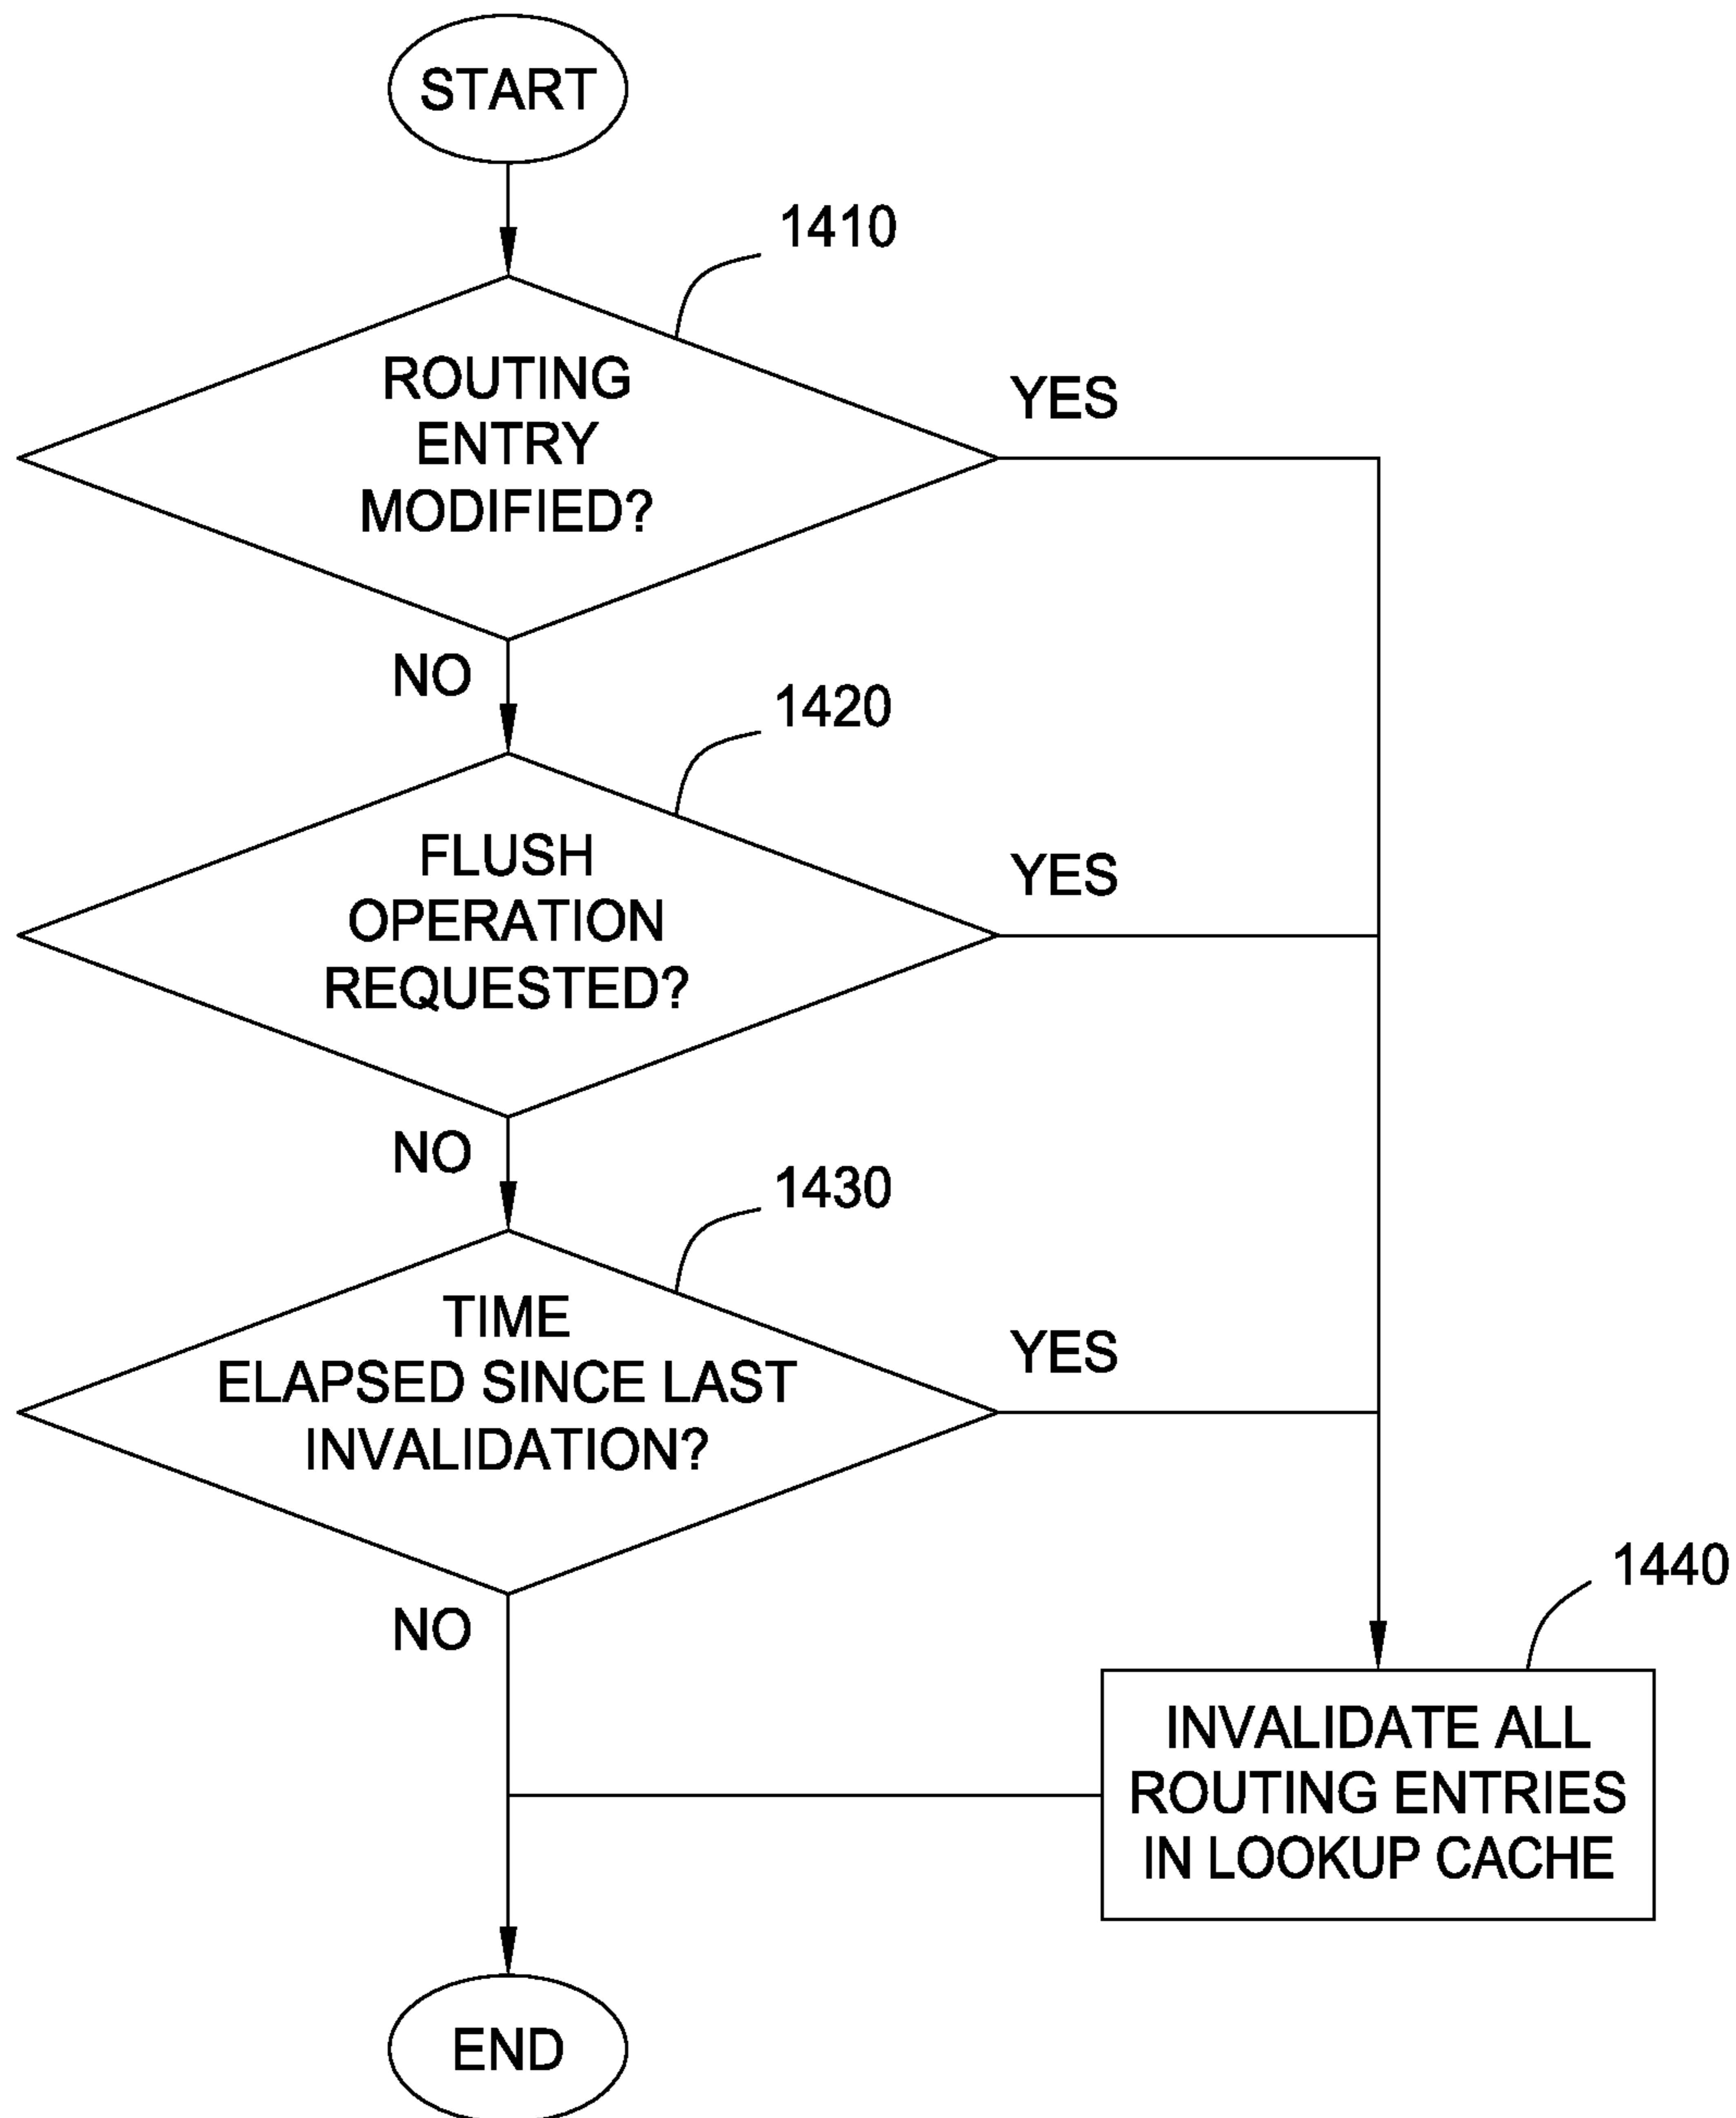 START
1410
ROUTING
ENTRY
MODIFIED?
YES
NO
1420
FLUSH
OPERATION
REQUESTED?
YES
NO
1430
TIME
ELAPSED SINCE LAST
INVALIDATION?
YES
NO
1440
INVALIDATE ALL
ROUTING ENTRIES
IN LOOKUP CACHE
END